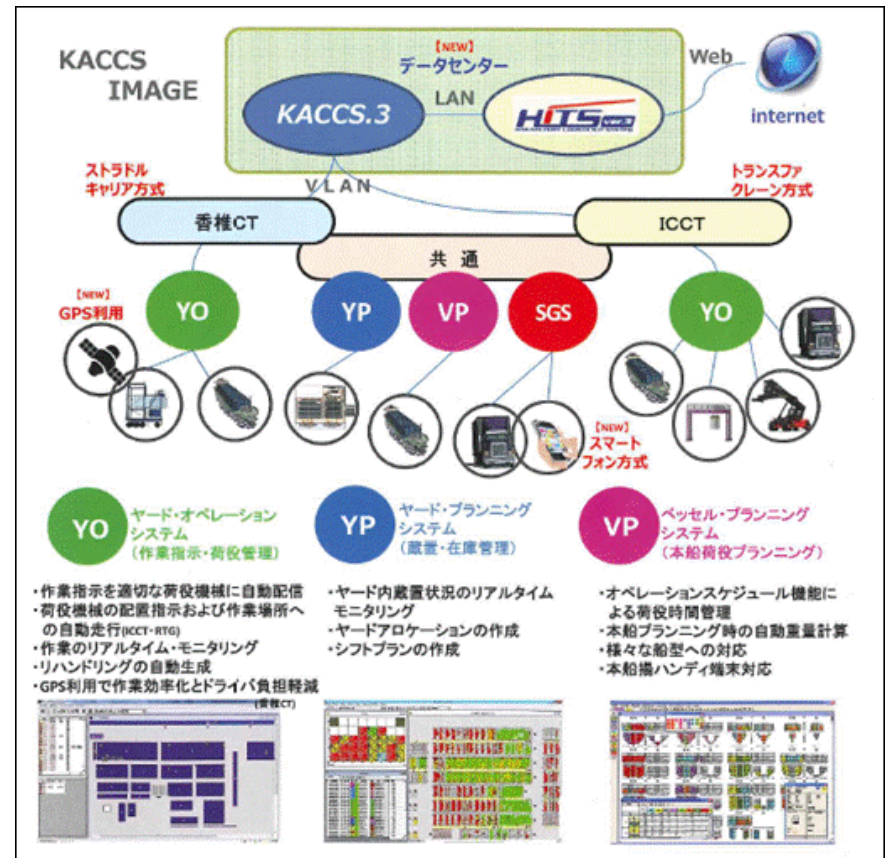 KACCS
IMAGE
【NEW】
データセンター
KACCS.3
LAN
HiTS
Web
internet
ストラドル
キャリア方式
VLAN
トランスファ
クレーン方式
香椎CT
共通
ICCT
【NEW】
GPS利用
YO
YP
VP
SGS
YO
【NEW】
スマート
フォン方式
YO
ヤード・オペレーション
システム
(作業指示・荷役管理)
YP
ヤード・プランニング
システム
(蔵置・在庫管理)
VP
ベッセル・プランニング
システム
(本船荷役プランニング)
・作業指示を適切な荷役機械に自動配信
・荷役機械の配置指示および作業場所へ
の自動走行(ICCT・RTG)
・作業のリアルタイム・モニタリング
・リハンドリングの自動生成
・GPS利用で作業効率化とドライバ負担軽減
(香椎CT)
・ヤード内蔵置状況のリアルタイム
モニタリング
・ヤードアロケーションの作成
・シフトプランの作成
・オペレーションスケジュール機能に
よる荷役時間管理
・本船プランニング時の自動重量計算
・様々な船型への対応
・本船揚ハンディ端末対応